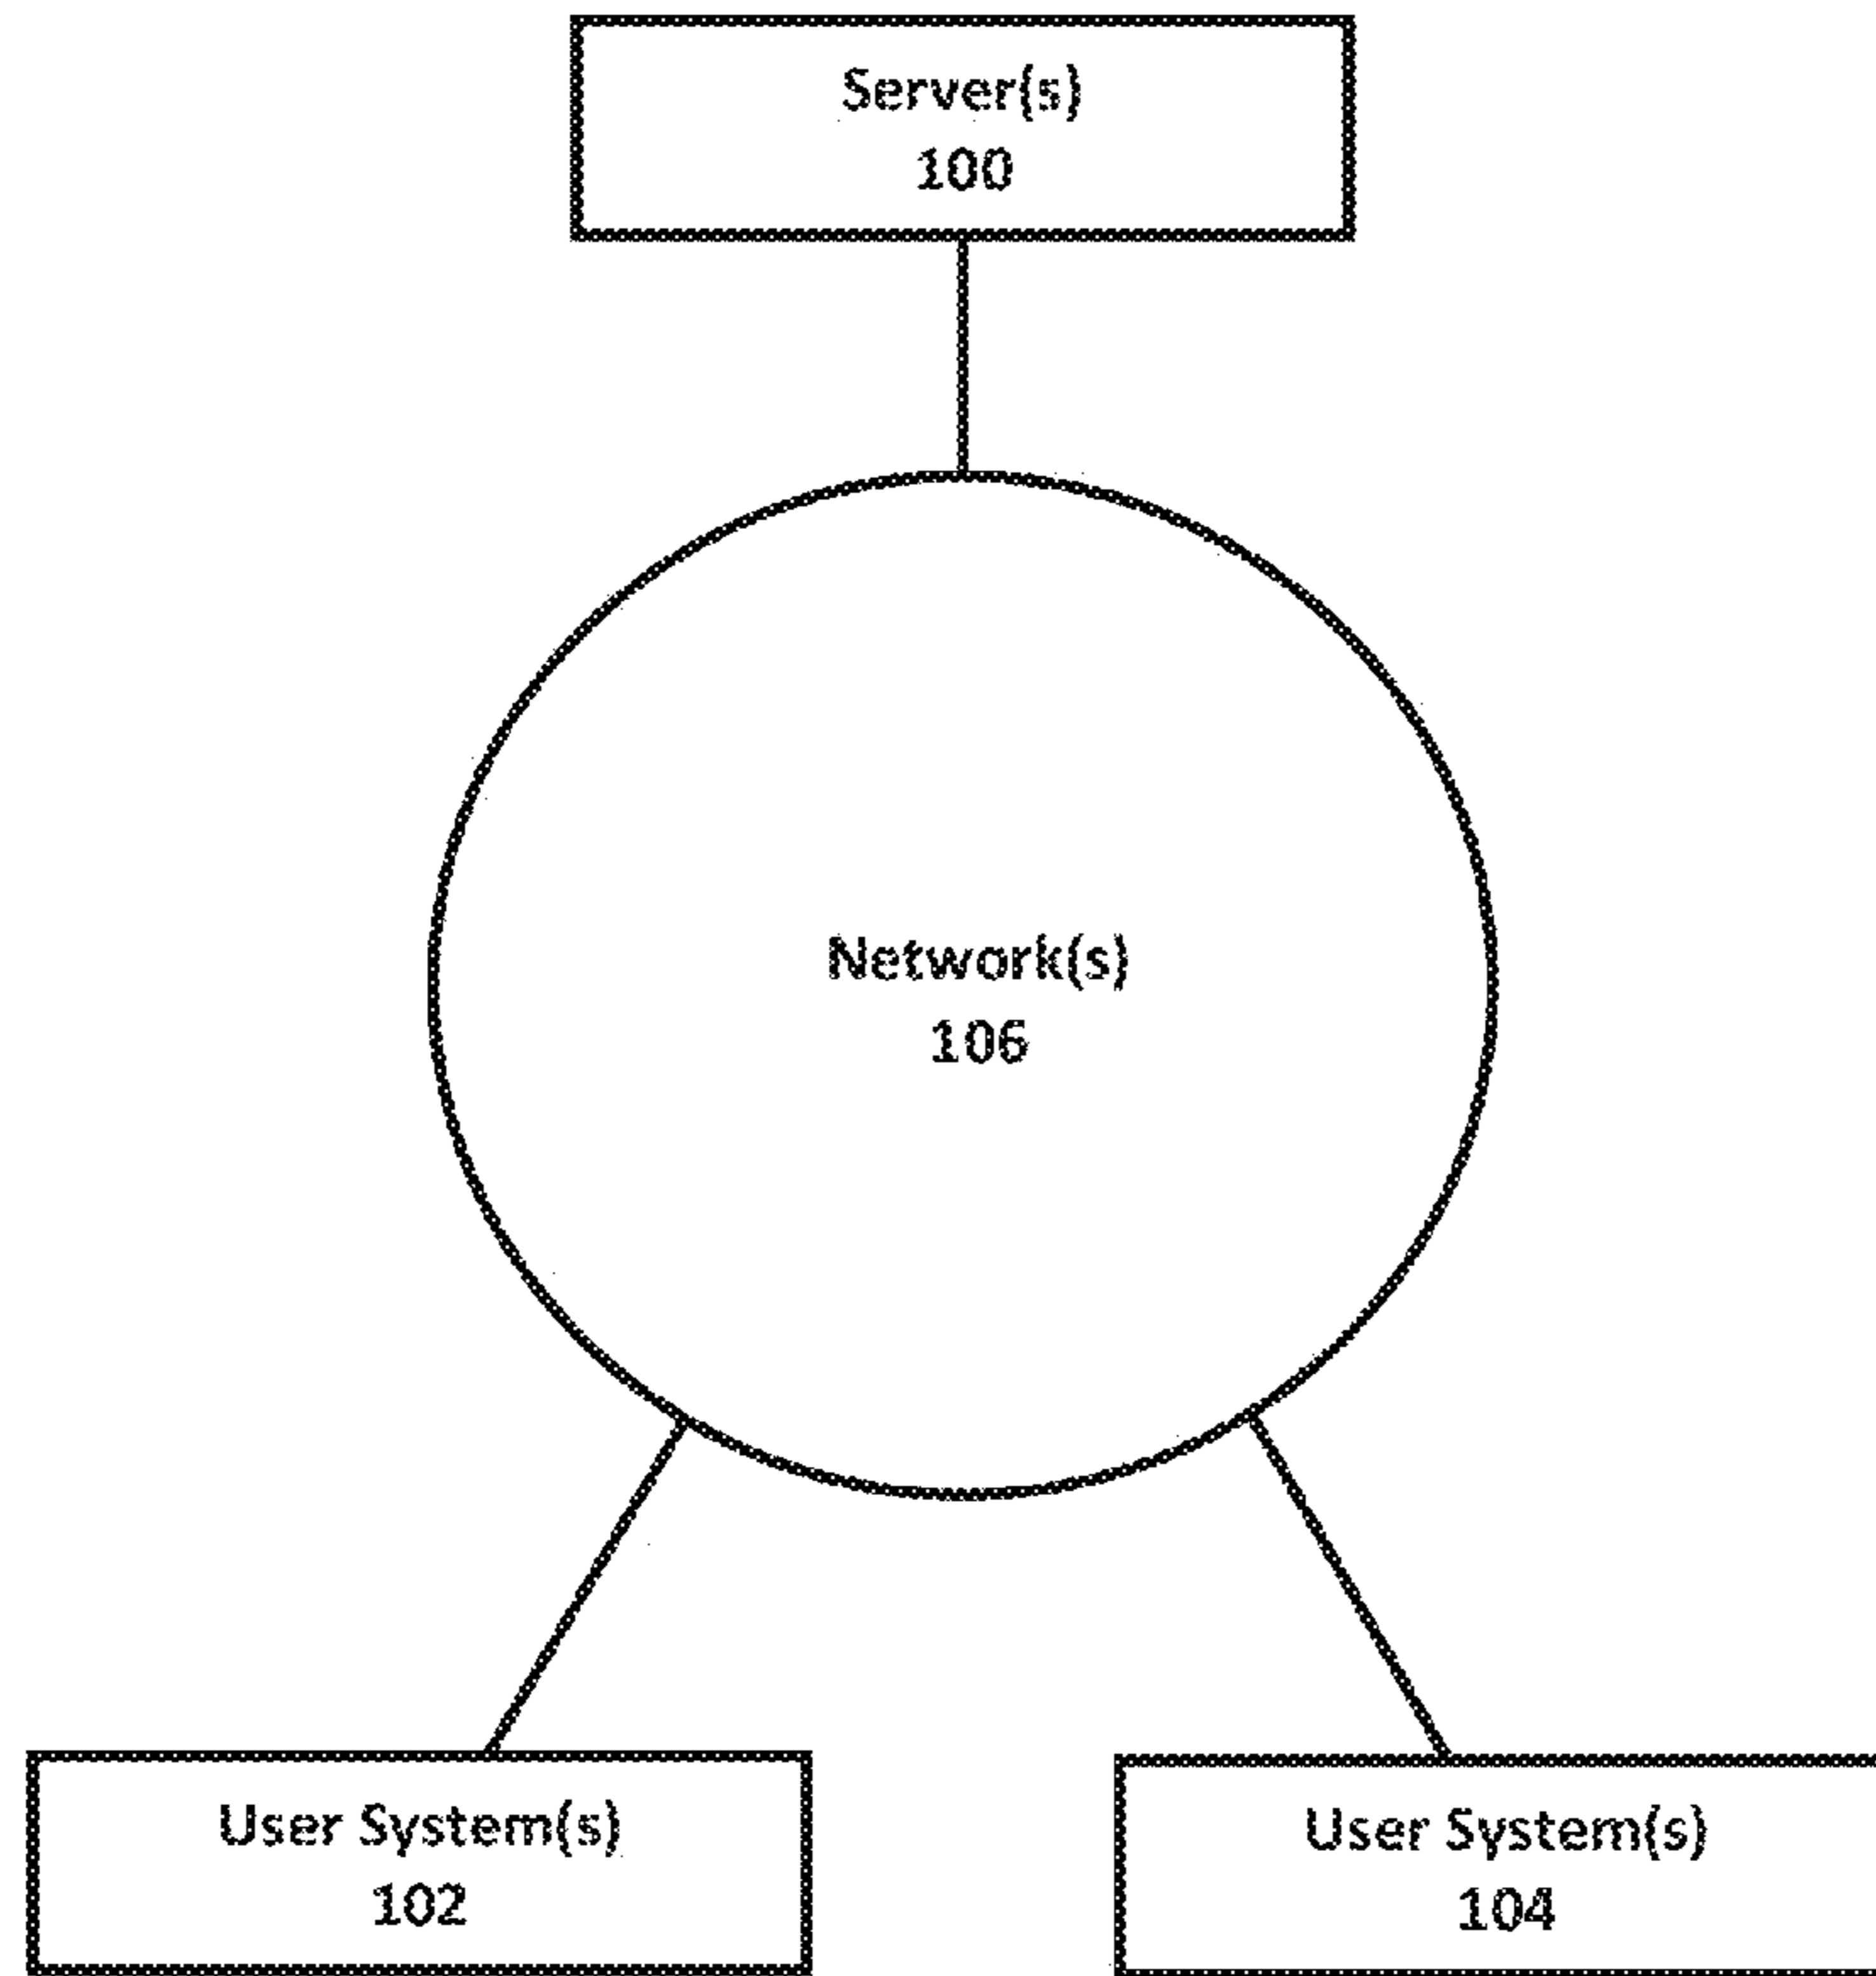 Server(s)
100
Network(s)
106
User System(s)
102
User System(s)
104